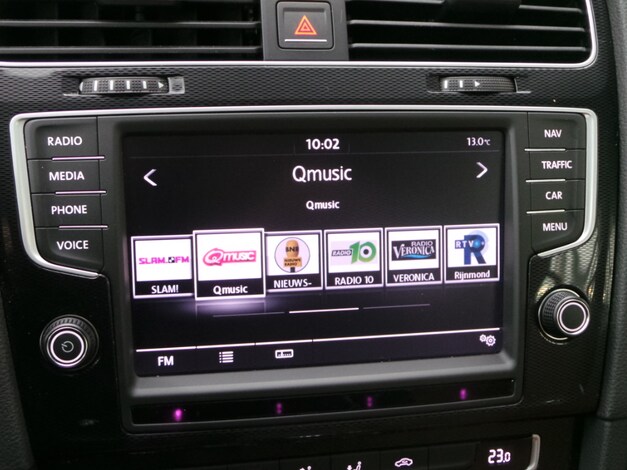 10:02
13.0°C
RADIO
MEDIA
PHONE
VOICE
NAV
TRAFFIC
CAR
MENU
<
Qmusic
>
Qmusic
SLAM.FM
SLAM!
Qmusic
Qmusic
BNR
NIEUWS-
RADIO 10
RADIO 10
RADIO
VERONICA
VERONICA
RTV R
Rijnmond
FM
23.0